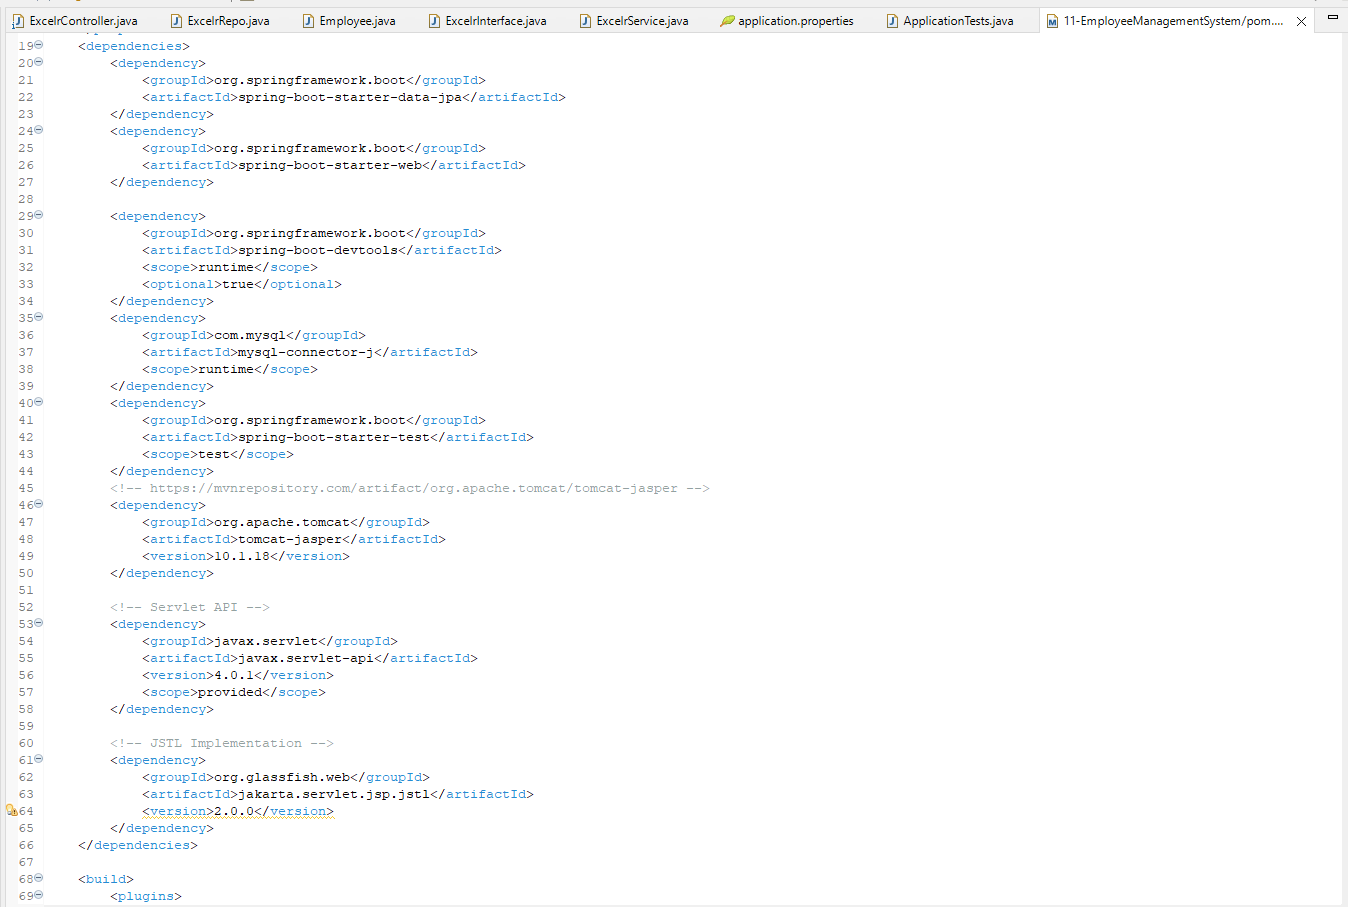 ExcelrController.java ExcelrRepo.java Employee.java ExcelrInterface.java ExcelrService.java application.properties ApplicationTests.java 11-EmployeeManagementSystem/pom....
19 <dependencies>
20 <dependency>
21 <groupId>org.springframework.boot</groupId>
22 <artifactId>spring-boot-starter-data-jpa</artifactId>
23 </dependency>
24 <dependency>
25 <groupId>org.springframework.boot</groupId>
26 <artifactId>spring-boot-starter-web</artifactId>
27 </dependency>
28
29 <dependency>
30 <groupId>org.springframework.boot</groupId>
31 <artifactId>spring-boot-devtools</artifactId>
32 <scope>runtime</scope>
33 <optional>true</optional>
34 </dependency>
35 <dependency>
36 <groupId>com.mysql</groupId>
37 <artifactId>mysql-connector-j</artifactId>
38 <scope>runtime</scope>
39 </dependency>
40 <dependency>
41 <groupId>org.springframework.boot</groupId>
42 <artifactId>spring-boot-starter-test</artifactId>
43 <scope>test</scope>
44 </dependency>
45 <!-- https://mvnrepository.com/artifact/org.apache.tomcat/tomcat-jasper -->
46 <dependency>
47 <groupId>org.apache.tomcat</groupId>
48 <artifactId>tomcat-jasper</artifactId>
49 <version>10.1.18</version>
50 </dependency>
51
52 <!-- Servlet API -->
53 <dependency>
54 <groupId>javax.servlet</groupId>
55 <artifactId>javax.servlet-api</artifactId>
56 <version>4.0.1</version>
57 <scope>provided</scope>
58 </dependency>
59
60 <!-- JSTL Implementation -->
61 <dependency>
62 <groupId>org.glassfish.web</groupId>
63 <artifactId>jakarta.servlet.jsp.jstl</artifactId>
64 <version>2.0.0</version>
65 </dependency>
66 </dependencies>
67
68 <build>
69 <plugins>